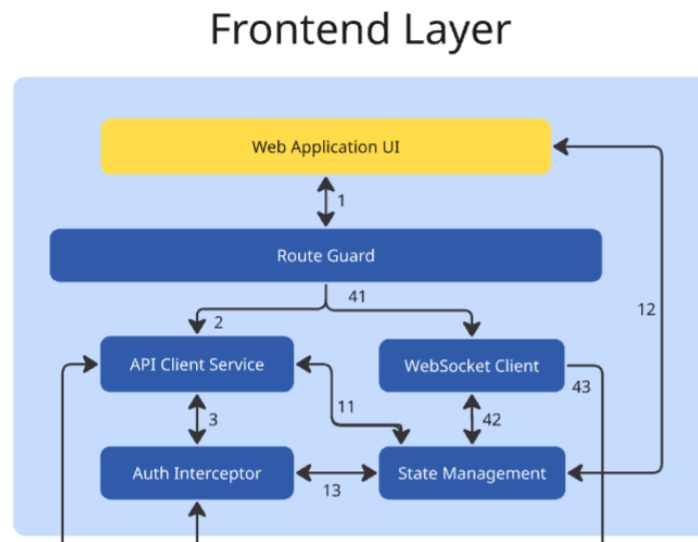 Frontend Layer
Web Application UI
1
Route Guard
41
2
12
API Client Service
WebSocket Client
43
11
3
42
Auth Interceptor
State Management
13